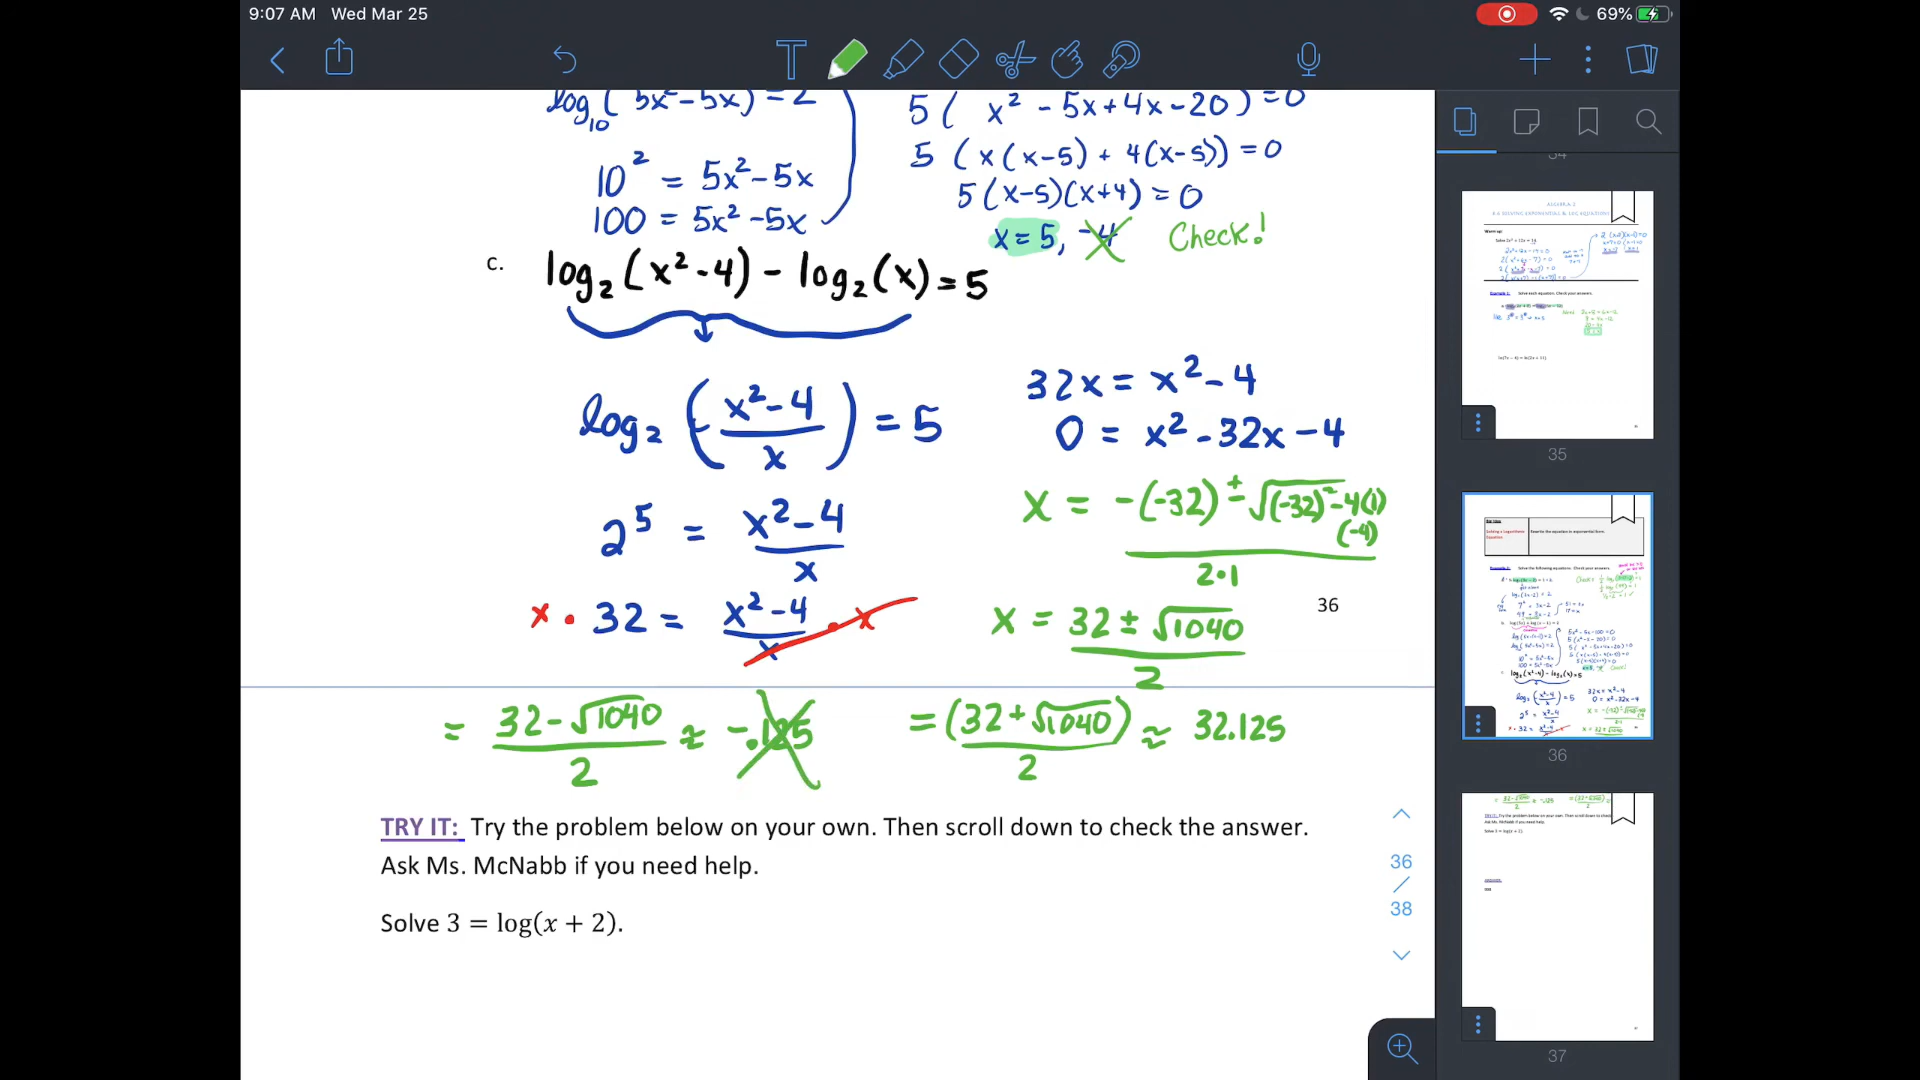 9:07 AM Wed Mar 25
69%
log₁₀(5x²-5x) = 2
10² = 5x²-5x
100 = 5x²-5x
5(x² - 5x + 4x - 20) = 0
5(x(x-5) + 4(x-5)) = 0
5(x-5)(x+4) = 0
x = 5, -4 Check!
c. log₂(x²-4) - log₂(x) = 5
log₂((x²-4)/x) = 5
2⁵ = (x²-4)/x
x · 32 = (x²-4)/x · x
32x = x²-4
0 = x²-32x-4
x = (-(-32) ± √((-32)²-4(1)(-4)))/(2·1)
x = (32 ± √1040)/2
36
= (32-√1040)/2 ≈ -.125
= (32+√1040)/2 ≈ 32.125
TRY IT: Try the problem below on your own. Then scroll down to check the answer.
Ask Ms. McNabb if you need help.
Solve 3 = log(x + 2).
36
/
38
35
36
37